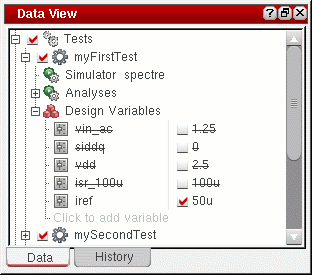 Data View
Tests
myFirstTest
Simulator spectre
Analyses
Design Variables
vin_ac 1.25
siddq 0
vdd 2.5
isr_100u 100u
iref 50u
Click to add variable
mySecondTest
Data History